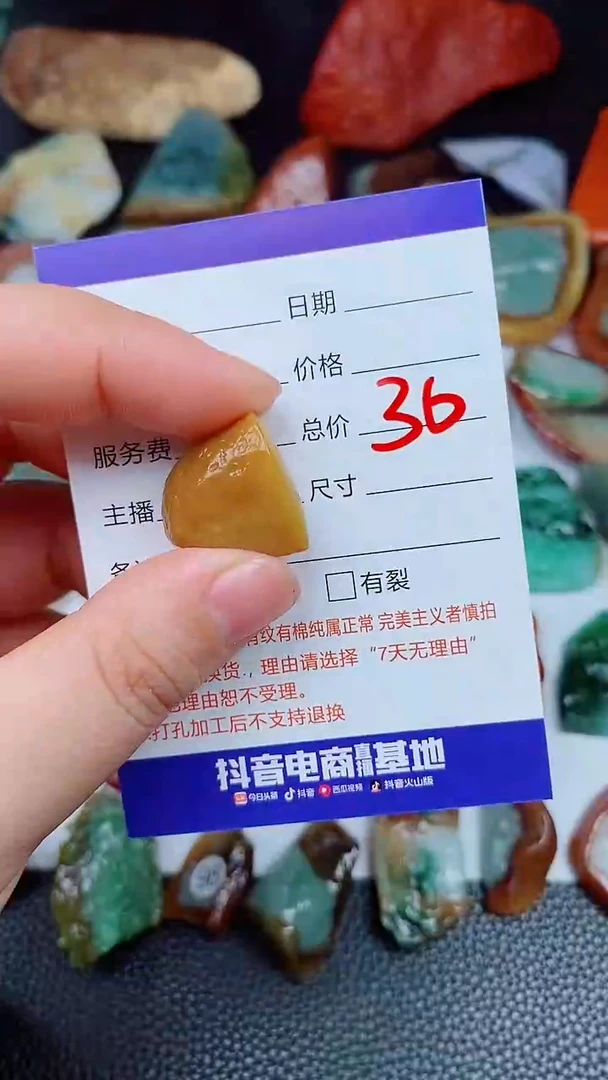 日期
价格
服务费 总价 36
主播 尺寸
有裂
有纹有棉纯属正常 完美主义者慎拍
换货.，理由请选择“7天无理由”
理由恕不受理。
打孔加工后不支持退换
抖音电商直播基地
今日头条 抖音 西瓜视频 抖音火山版